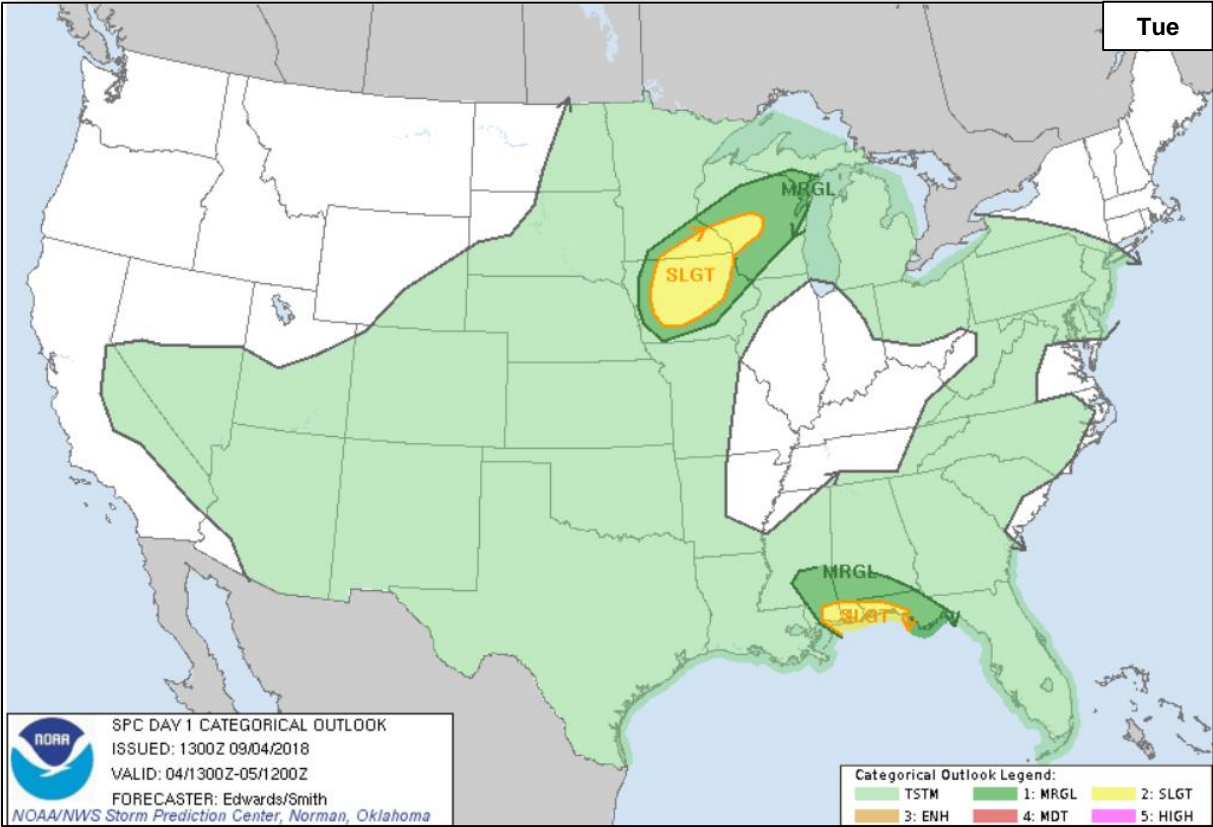 Tue
MRGL
SLGT
MRGL
SLGT
NOAA
SPC DAY 1 CATEGORICAL OUTLOOK
ISSUED: 1300Z 09/04/2018
VALID: 04/1300Z-05/1200Z
FORECASTER: Edwards/Smith
NOAA/NWS Storm Prediction Center, Norman, Oklahoma
Categorical Outlook Legend:
TSTM 1: MRGL 2: SLGT
3: ENH 4: MDT 5: HIGH